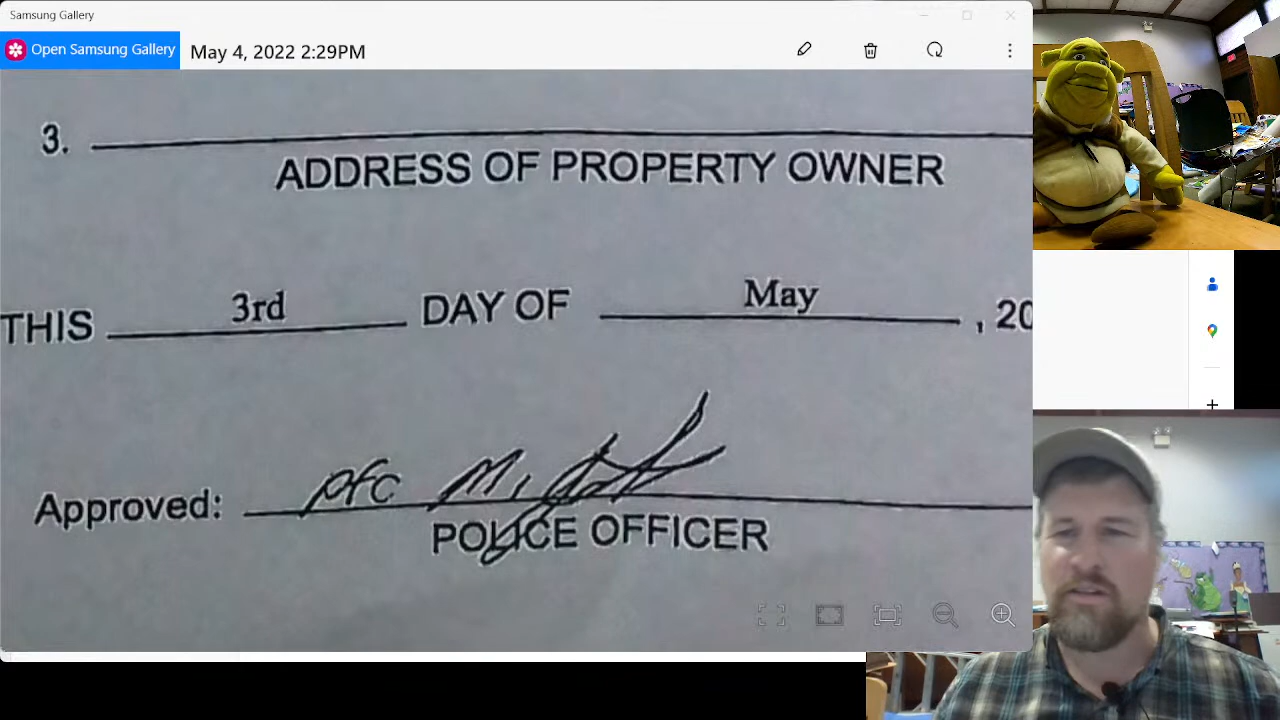 Samsung Gallery
Open Samsung Gallery May 4, 2022 2:29PM
3.
ADDRESS OF PROPERTY OWNER
THIS 3rd DAY OF May, 20
Approved: pfc M.
POLICE OFFICER